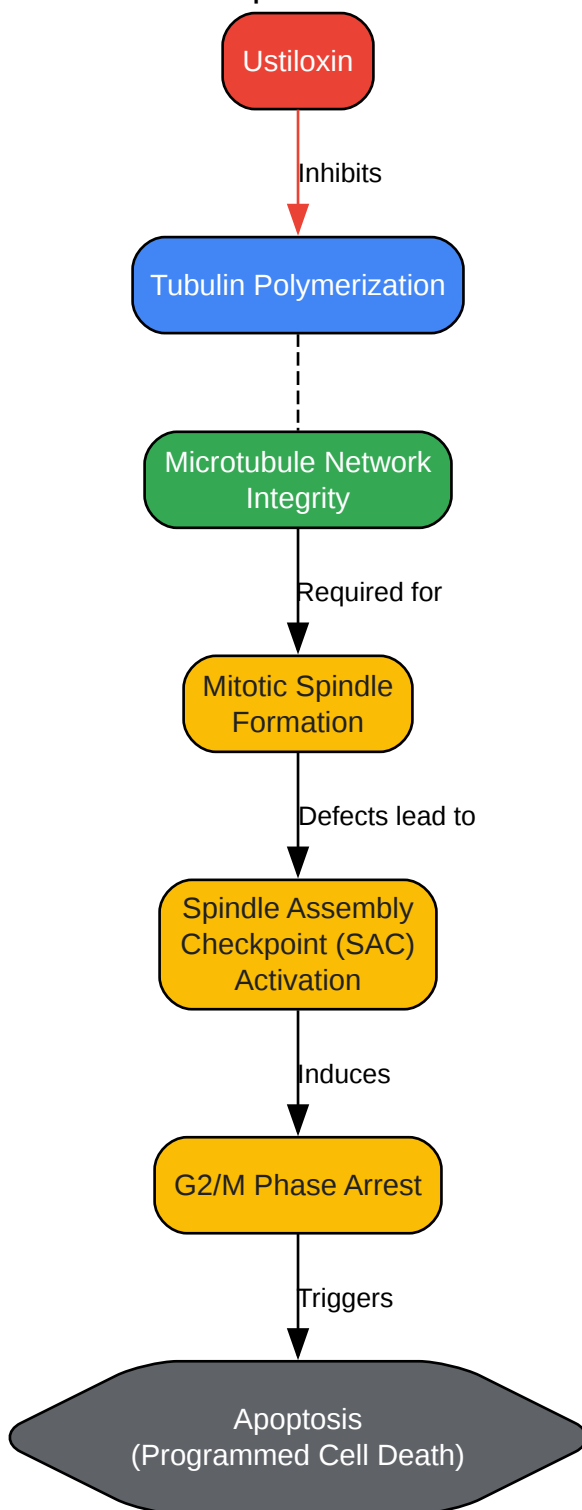 Ustiloxin
Inhibits
Tubulin Polymerization
Microtubule Network
Integrity
Required for
Mitotic Spindle
Formation
Defects lead to
Spindle Assembly
Checkpoint (SAC)
Activation
Induces
G2/M Phase Arrest
Triggers
Apoptosis
(Programmed Cell Death)